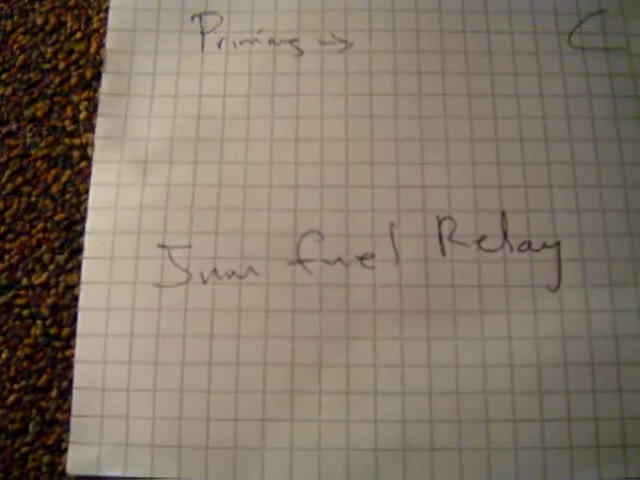 Priming → C
fuel Relay